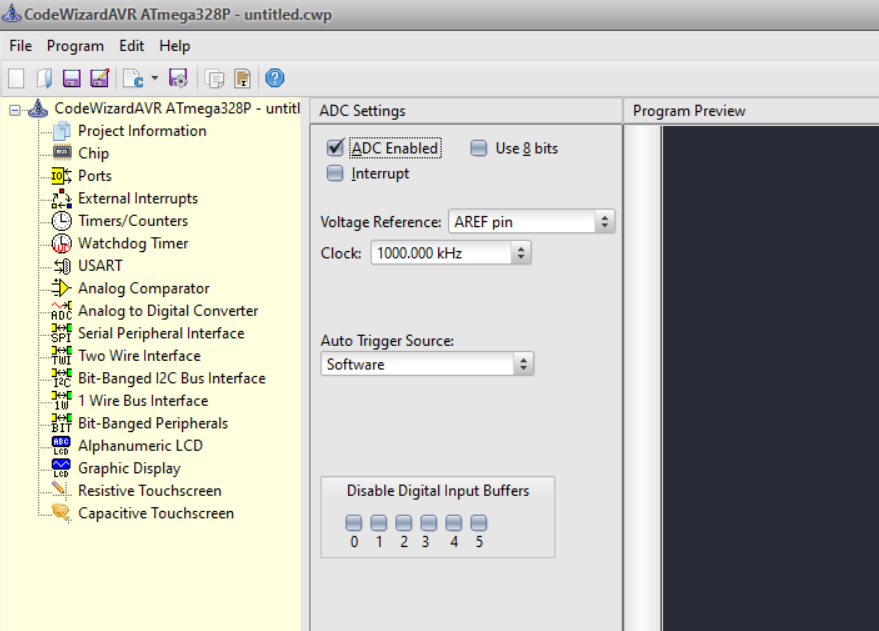 CodeWizardAVR ATmega328P - untitled.cwp
File Program Edit Help
CodeWizardAVR ATmega328P - untitl
Project Information
Chip
Ports
External Interrupts
Timers/Counters
Watchdog Timer
USART
Analog Comparator
Analog to Digital Converter
Serial Peripheral Interface
Two Wire Interface
Bit-Banged I2C Bus Interface
1 Wire Bus Interface
Bit-Banged Peripherals
Alphanumeric LCD
Graphic Display
Resistive Touchscreen
Capacitive Touchscreen
ADC Settings
ADC Enabled Use 8 bits
Interrupt
Voltage Reference: AREF pin
Clock: 1000.000 kHz
Auto Trigger Source:
Software
Disable Digital Input Buffers
0 1 2 3 4 5
Program Preview